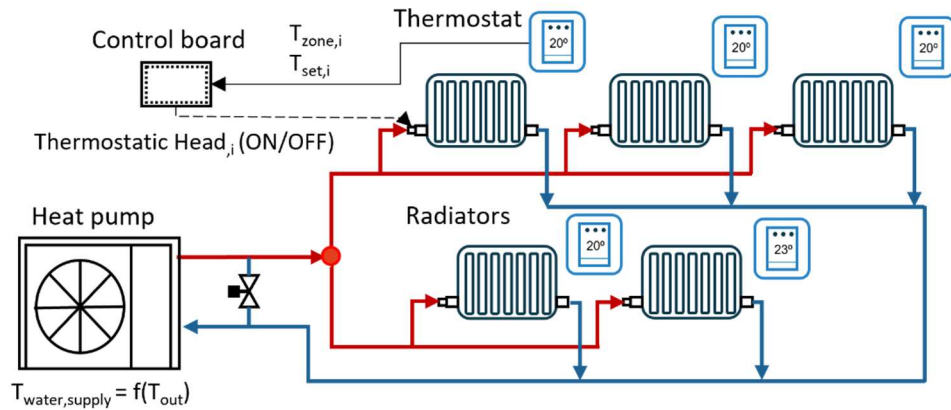 Thermostat
Control board
T_zone,i
T_set,i
20º
20º
20º
Thermostatic Head,i (ON/OFF)
Heat pump
Radiators
20º
23º
T_water,supply = f(T_out)